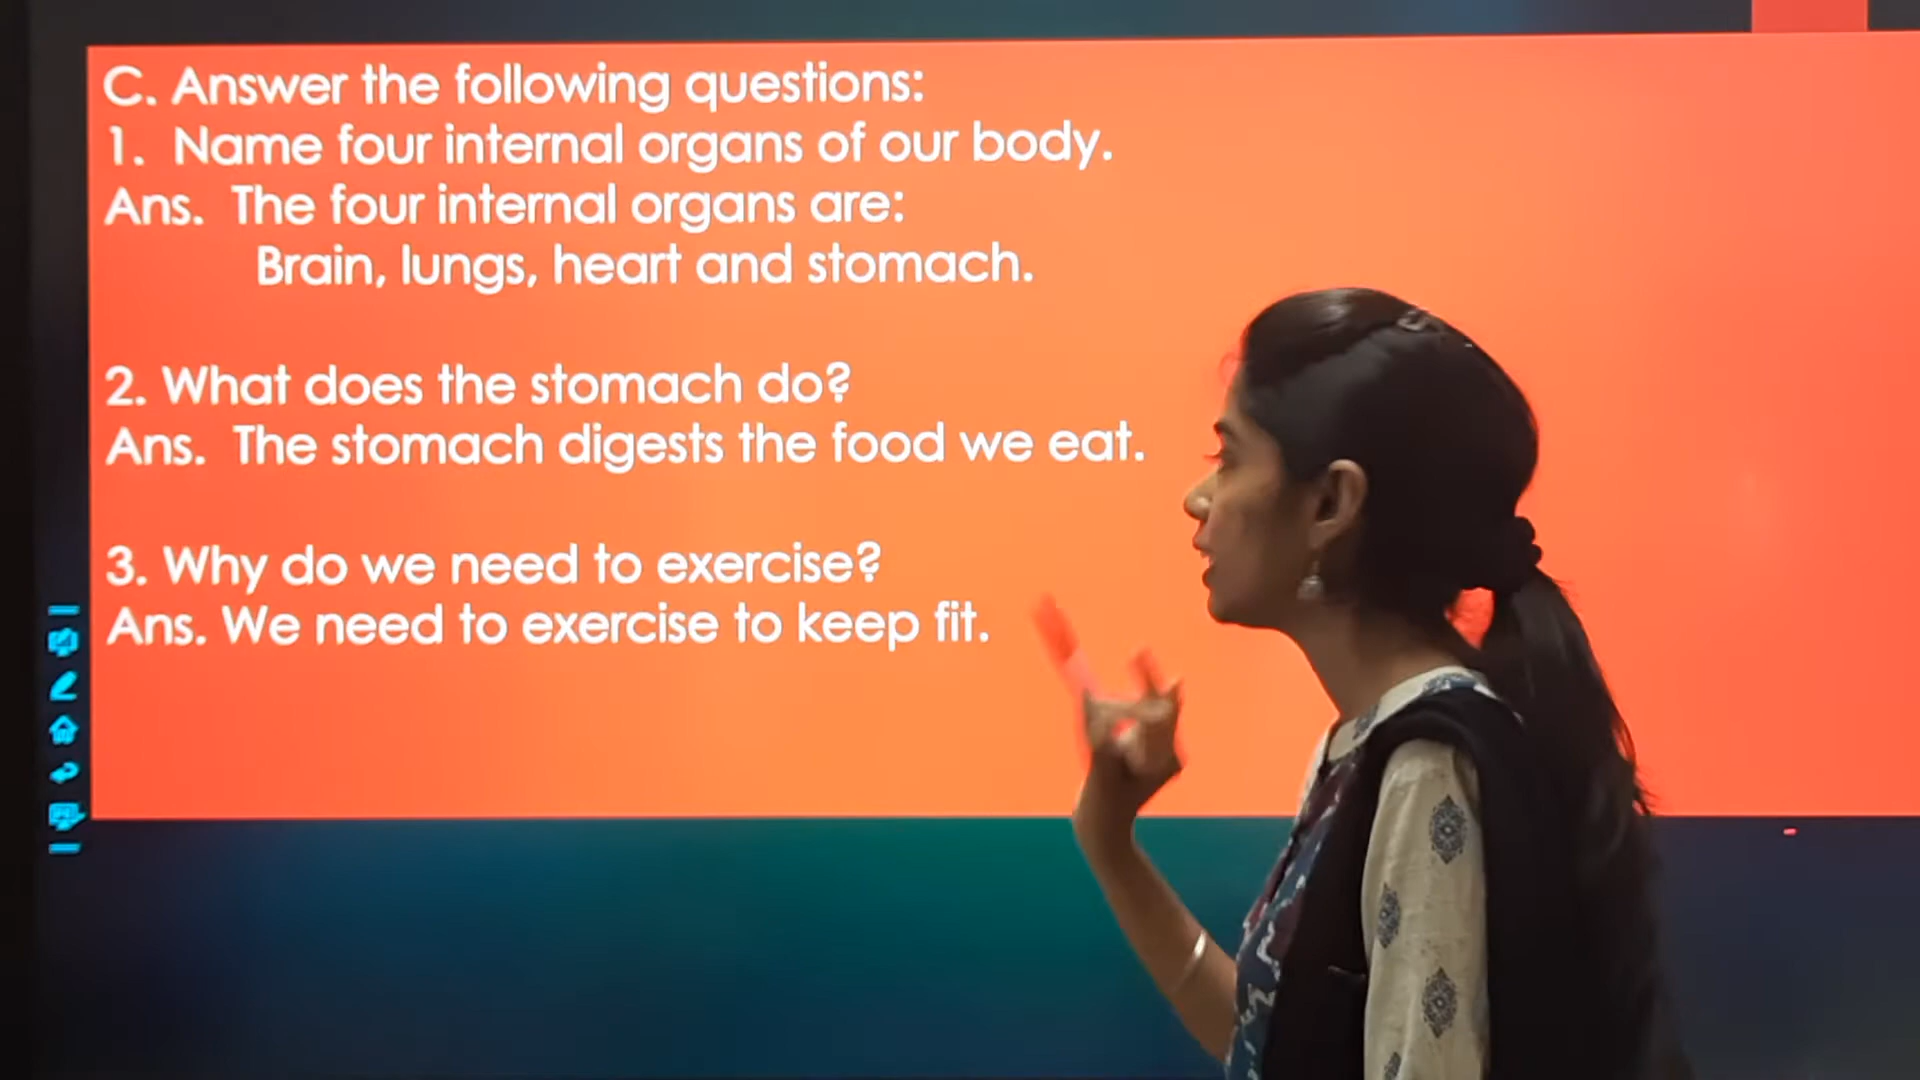 C. Answer the following questions:
1. Name four internal organs of our body.
Ans. The four internal organs are:
Brain, lungs, heart and stomach.
2. What does the stomach do?
Ans. The stomach digests the food we eat.
3. Why do we need to exercise?
Ans. We need to exercise to keep fit.